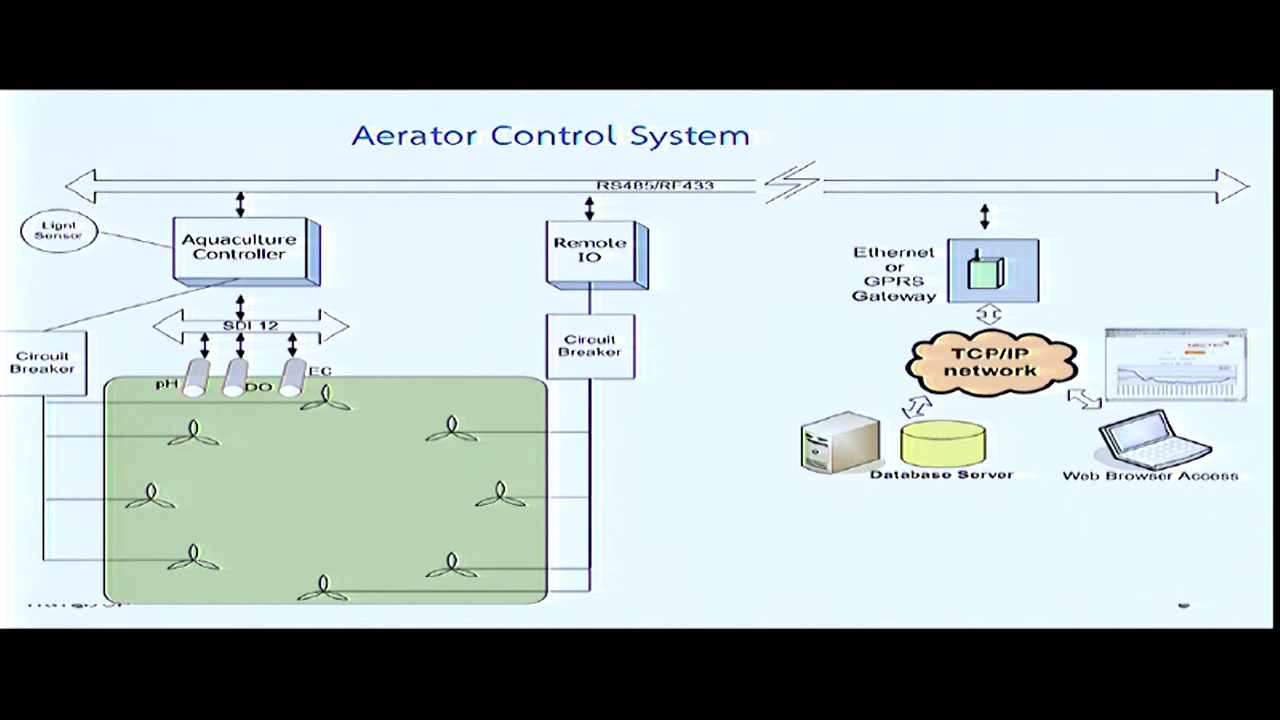 Aerator Control System
RS485/RF433
Light
Sensor
Aquaculture
Controller
Remote
IO
Ethernet
or
GPRS
Gateway
SDI 12
Circuit
Breaker
Circuit
Breaker
TCP/IP
network
NECTEC
pH
DO
EC
Database Server
Web Browser Access